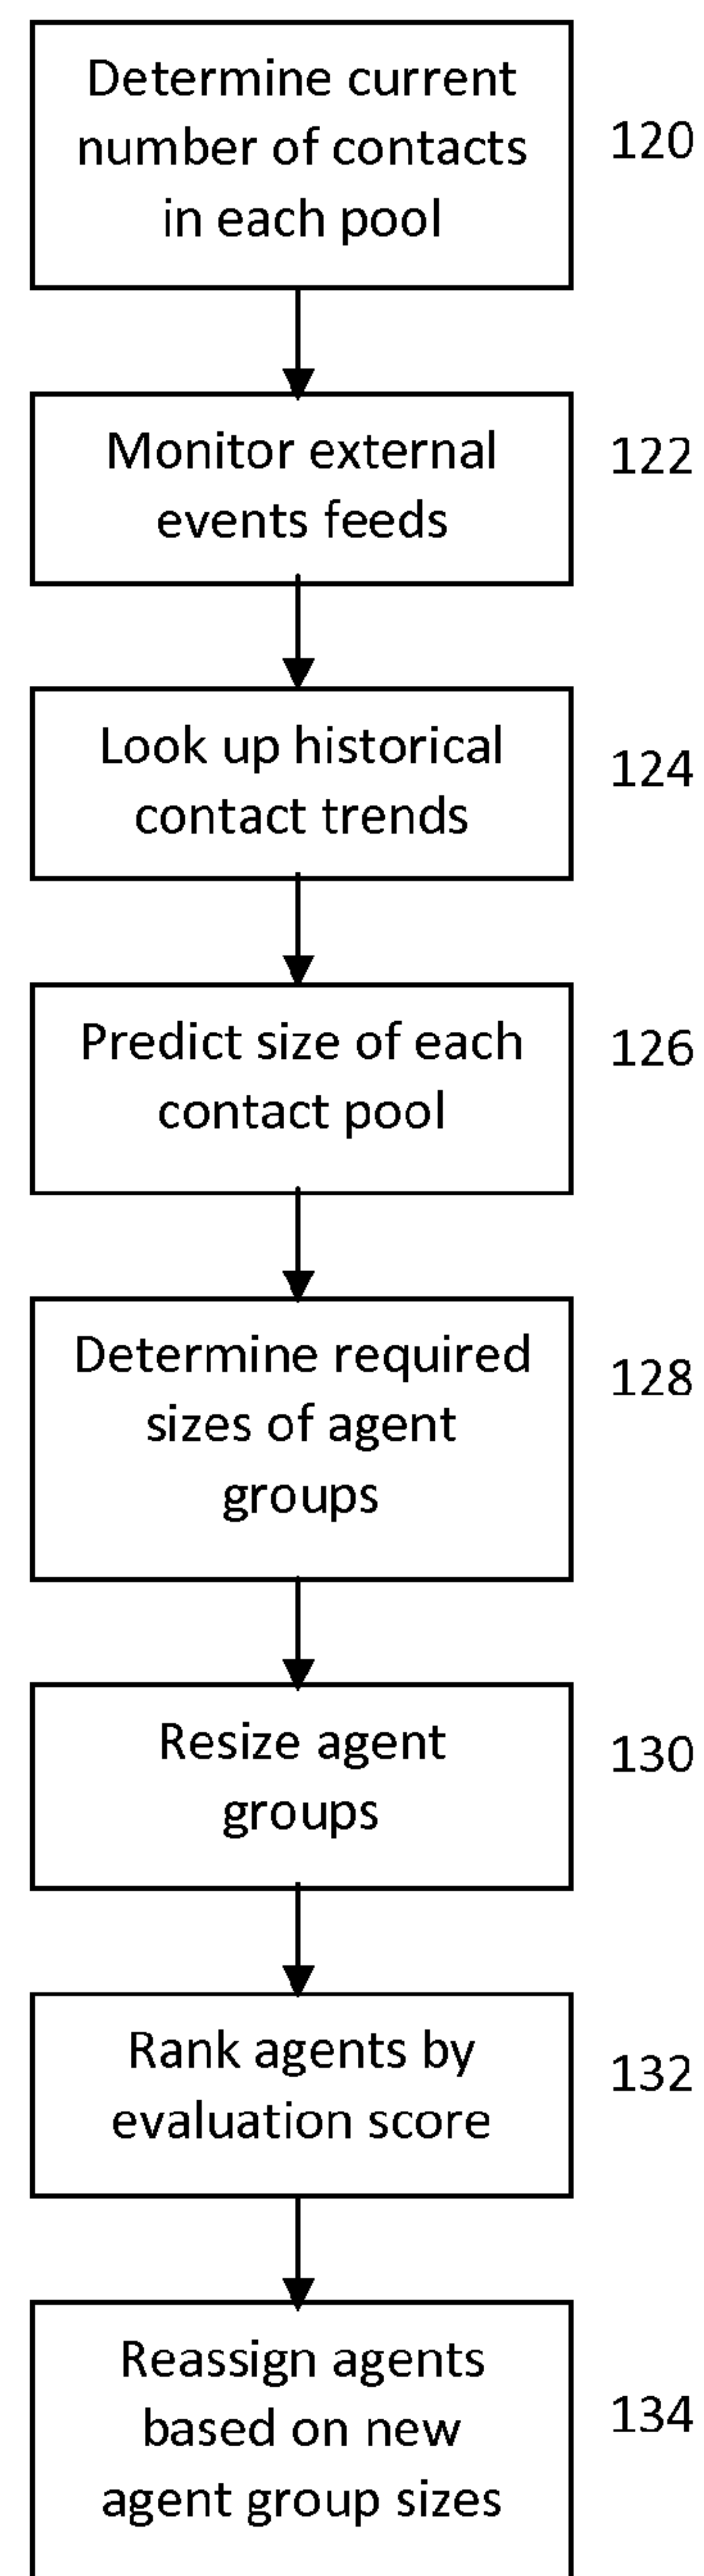 Determine current
number of contacts
in each pool
120
Monitor external
events feeds
122
Look up historical
contact trends
124
Predict size of each
contact pool
126
Determine required
sizes of agent
groups
128
Resize agent
groups
130
Rank agents by
evaluation score
132
Reassign agents
based on new
agent group sizes
134